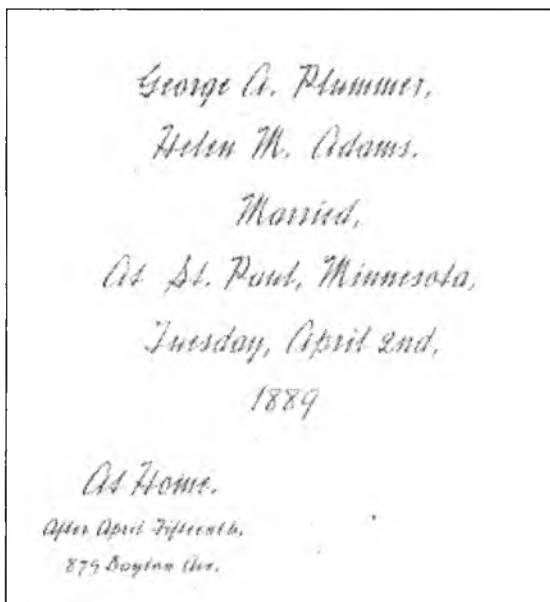 George A. Plummer,
Helen M. Adams.
Married,
At St. Paul, Minnesota,
Tuesday, April 2nd,
1889
At Home.
After April Fifteenth,
879 Dayton Ave.